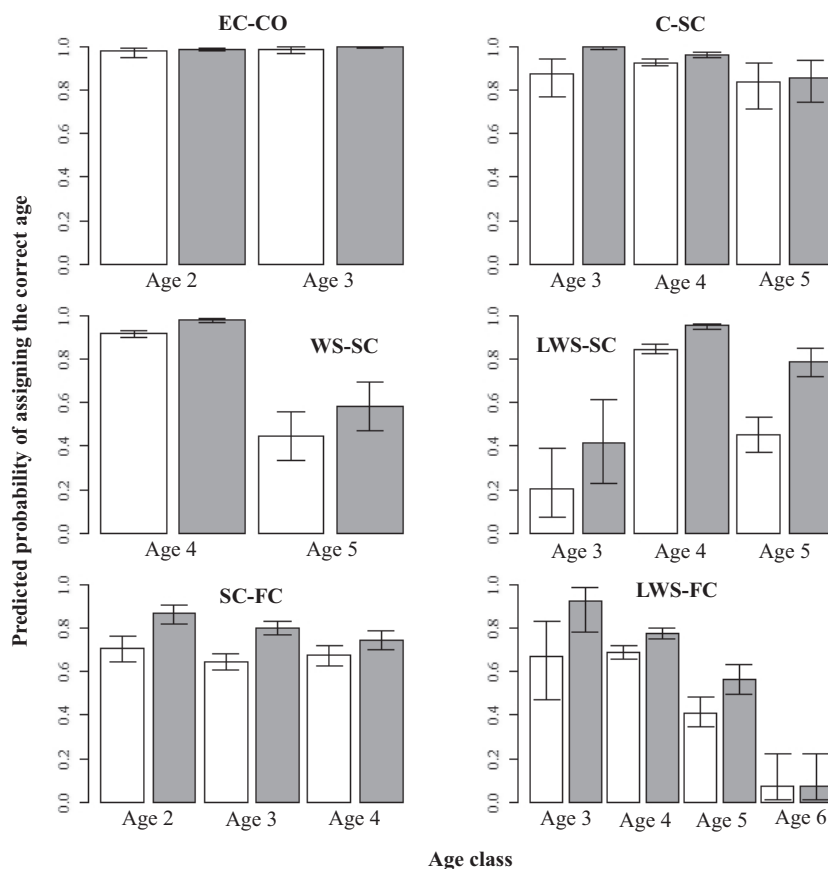 EC-CO
C-SC
1.0
0.8
0.6
0.4
0.2
0.0
Age 2
Age 3
1.0
0.8
0.6
0.4
0.2
0.0
Age 3
Age 4
Age 5
Predicted probability of assigning the correct age
WS-SC
LWS-SC
1.0
0.8
0.6
0.4
0.2
0.0
Age 4
Age 5
1.0
0.8
0.6
0.4
0.2
0.0
Age 3
Age 4
Age 5
SC-FC
LWS-FC
1.0
0.8
0.6
0.4
0.2
0.0
Age 2
Age 3
Age 4
1.0
0.8
0.6
0.4
0.2
0.0
Age 3
Age 4
Age 5
Age 6
Age class